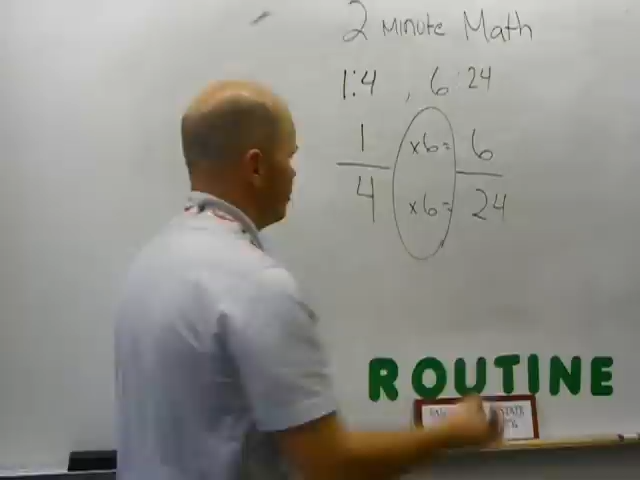 2 Minute Math
1:4 , 6:24
1 x6= 6
4 x6= 24
ROUTINE